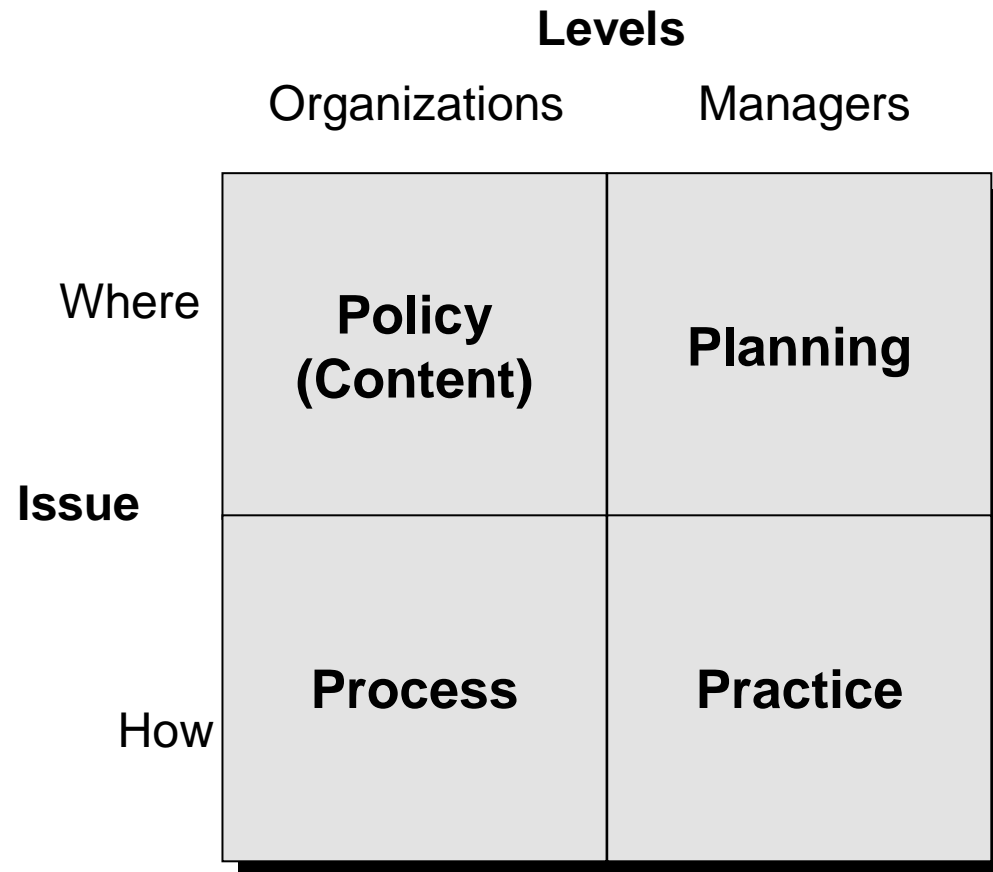 Levels
Organizations Managers
Where
Policy
(Content)
Planning
Issue
Process Practice
How